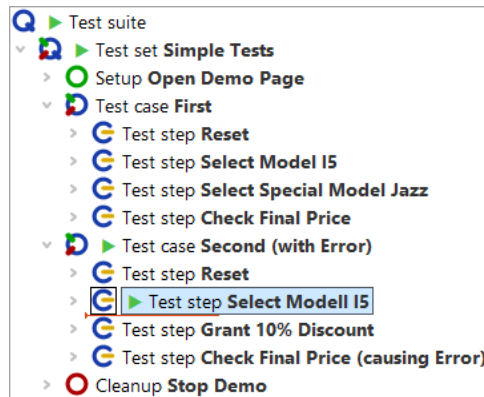 Test suite
Test set Simple Tests
Setup Open Demo Page
Test case First
Test step Reset
Test step Select Model I5
Test step Select Special Model Jazz
Test step Check Final Price
Test case Second (with Error)
Test step Reset
Test step Select Modell I5
Test step Grant 10% Discount
Test step Check Final Price (causing Error)
Cleanup Stop Demo